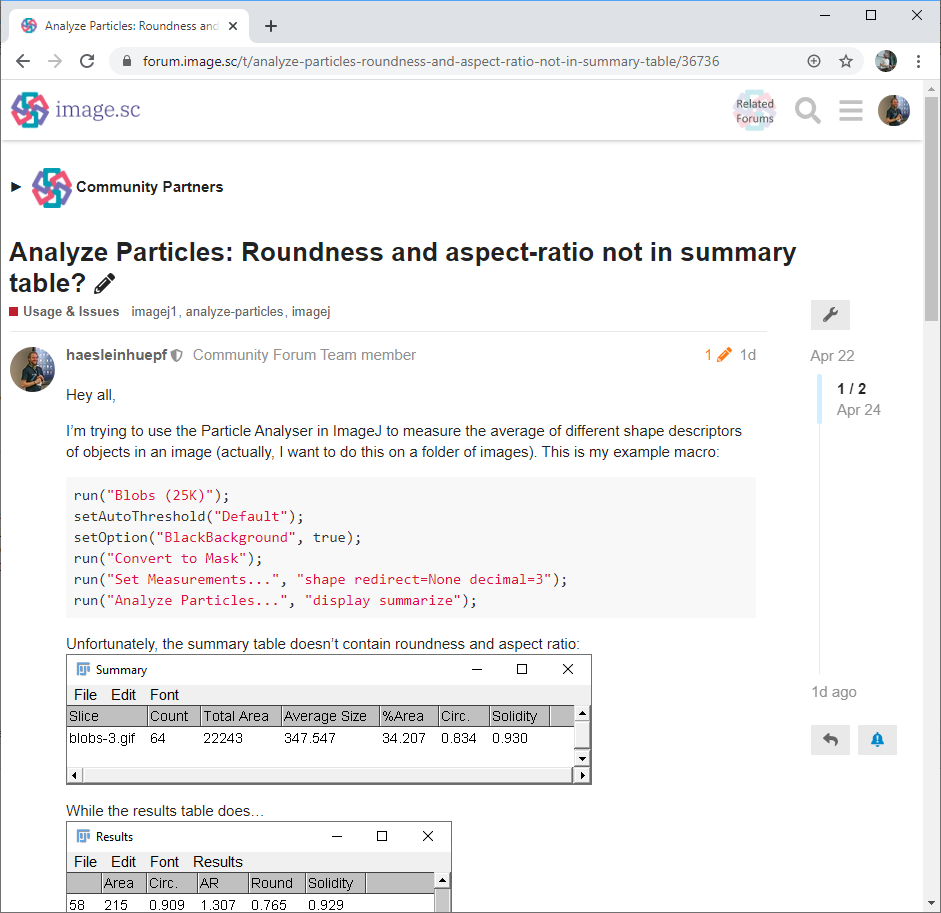 Analyze Particles: Roundness and
forum.image.sc/t/analyze-particles-roundness-and-aspect-ratio-not-in-summary-table/36736
image.sc
Related
Forums
Community Partners
Analyze Particles: Roundness and aspect-ratio not in summary
table?
Usage & Issues imagej1, analyze-particles, imagej
haesleinhuepf Community Forum Team member 1 1d
Apr 22
1 / 2
Apr 24
Hey all,
I’m trying to use the Particle Analyser in ImageJ to measure the average of different shape descriptors
of objects in an image (actually, I want to do this on a folder of images). This is my example macro:
run("Blobs (25K)");
setAutoThreshold("Default");
setOption("BlackBackground", true);
run("Convert to Mask");
run("Set Measurements...", "shape redirect=None decimal=3");
run("Analyze Particles...", "display summarize");
Unfortunately, the summary table doesn’t contain roundness and aspect ratio:
Summary
File Edit Font
Slice Count Total Area Average Size %Area Circ. Solidity
blobs-3.gif 64 22243 347.547 34.207 0.834 0.930
1d ago
While the results table does…
Results
File Edit Font Results
Area Circ. AR Round Solidity
58 215 0.909 1.307 0.765 0.929